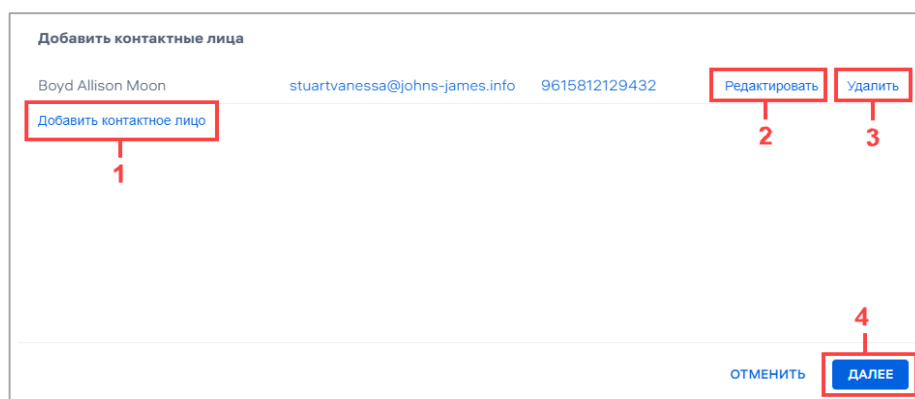 Добавить контактные лица
Boyd Allison Moon stuartvanessa@johns-james.info 9615812129432 Редактировать Удалить
Добавить контактное лицо
2 3
1
4
ОТМЕНИТЬ ДАЛЕЕ